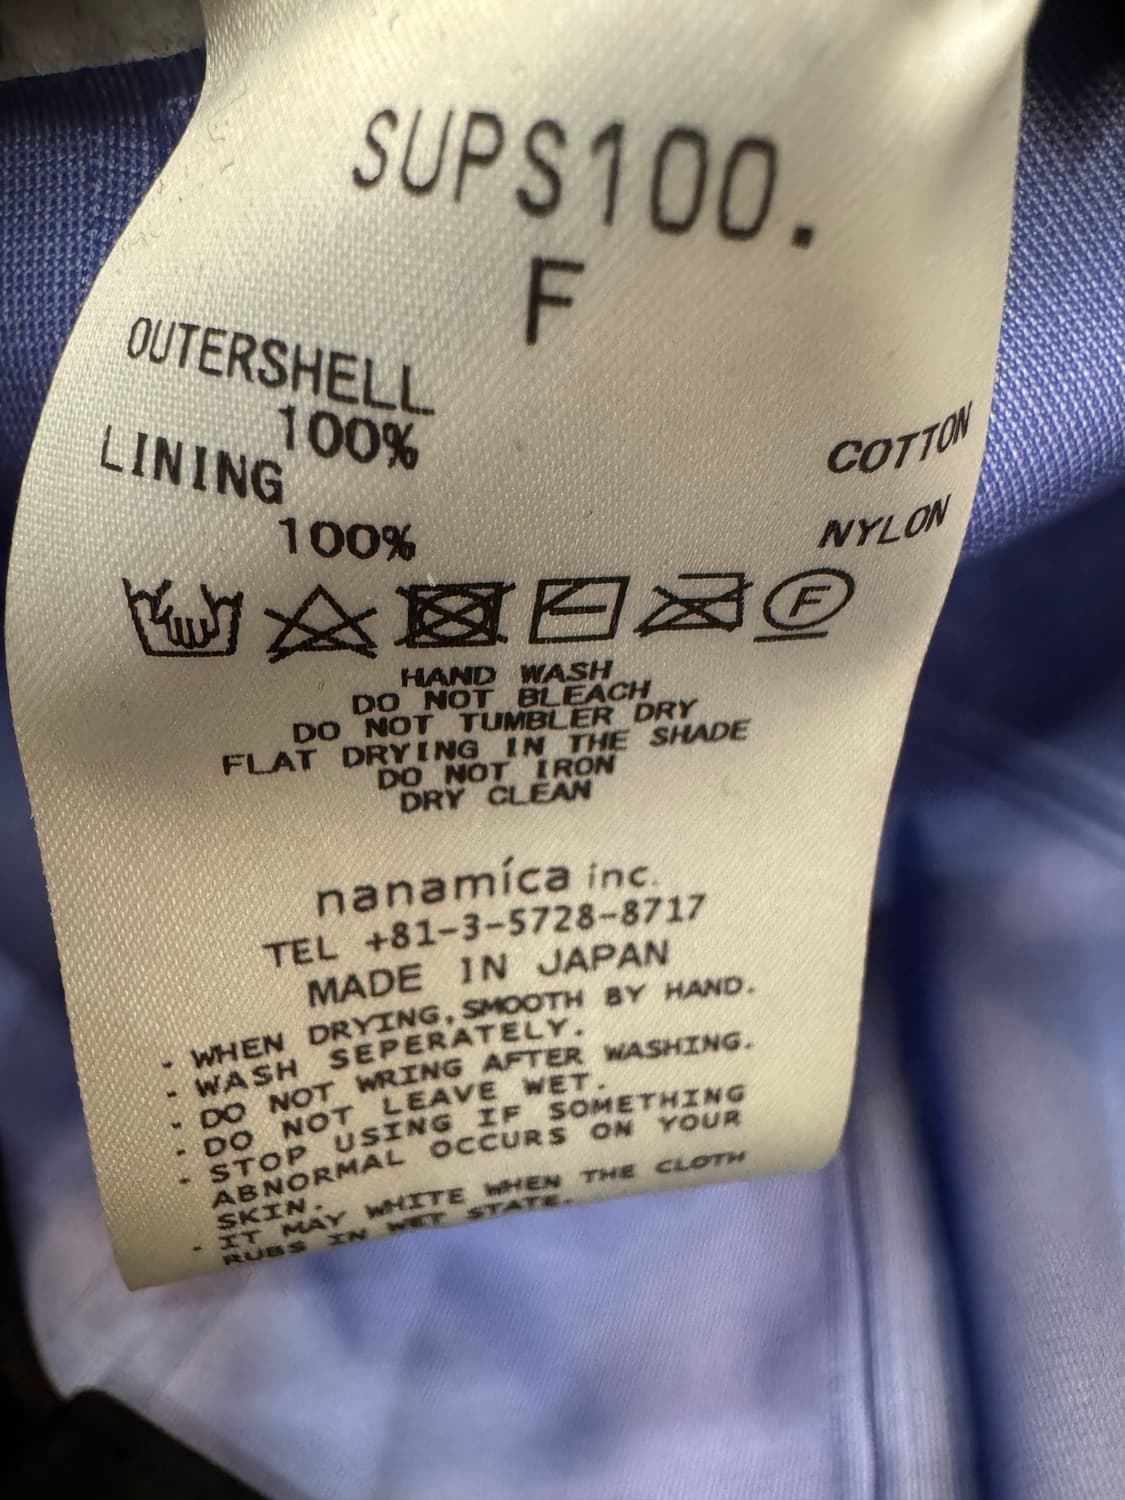 SUPS100.
F
OUTERSHELL
100% COTTON
LINING
100% NYLON
F
HAND WASH
DO NOT BLEACH
DO NOT TUMBLER DRY
FLAT DRYING IN THE SHADE
DO NOT IRON
DRY CLEAN
nanamíca inc.
TEL +81-3-5728-8717
MADE IN JAPAN
- WHEN DRYING,SMOOTH BY HAND.
- WASH SEPERATELY.
- DO NOT WRING AFTER WASHING.
- DO NOT LEAVE WET.
- STOP USING IF SOMETHING
ABNORMAL OCCURS ON YOUR
SKIN.
- IT MAY WHITE WHEN THE CLOTH
RUBS IN WET STATE.